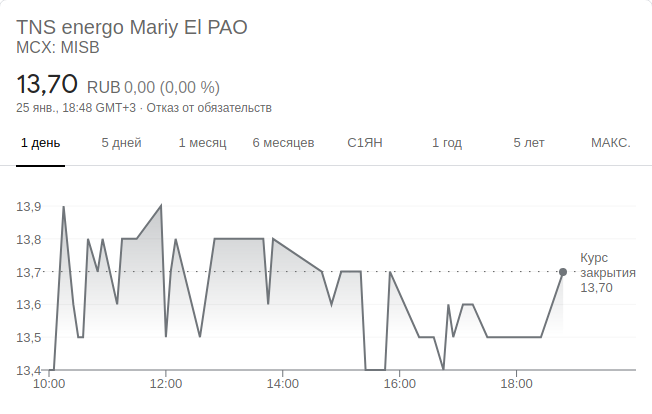 TNS energo Mariy El PAO
MCX: MISB
13,70 RUB 0,00 (0,00 %)
25 янв., 18:48 GMT+3 · Отказ от обязательств
1 день 5 дней 1 месяц 6 месяцев С1ЯН 1 год 5 лет МАКС.
13,9
13,8
13,7
13,6
13,5
13,4
Курс
закрытия
13,70
10:00 12:00 14:00 16:00 18:00